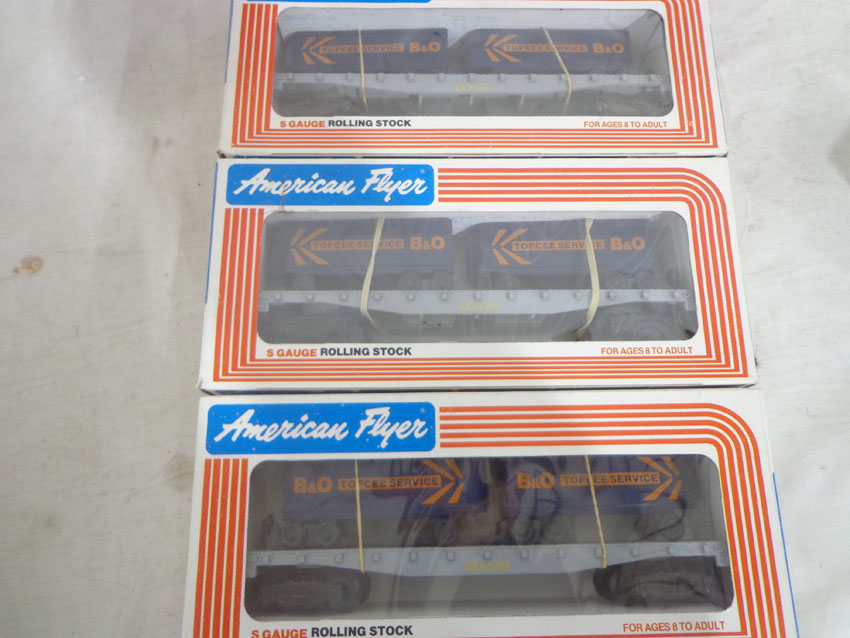 TOFCEE SERVICE B&O TOFCEE SERVICE B&O
S GAUGE ROLLING STOCK FOR AGES 8 TO ADULT
American Flyer®
TOFCEE SERVICE B&O TOFCEE SERVICE B&O
S GAUGE ROLLING STOCK FOR AGES 8 TO ADULT
American Flyer®
B&O TOFCEE SERVICE B&O TOFCEE SERVICE
S GAUGE ROLLING STOCK FOR AGES 8 TO ADULT